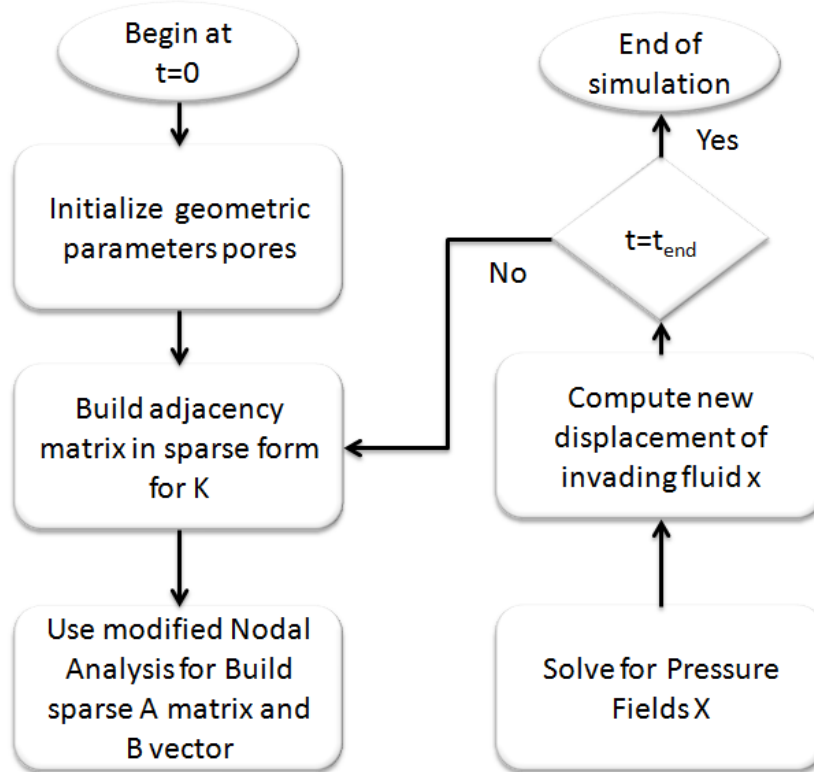 Begin at
t=0
Initialize geometric
parameters pores
Build adjacency
matrix in sparse form
for K
Use modified Nodal
Analysis for Build
sparse A matrix and
B vector
End of
simulation
Yes
t=tend
No
Compute new
displacement of
invading fluid x
Solve for Pressure
Fields X